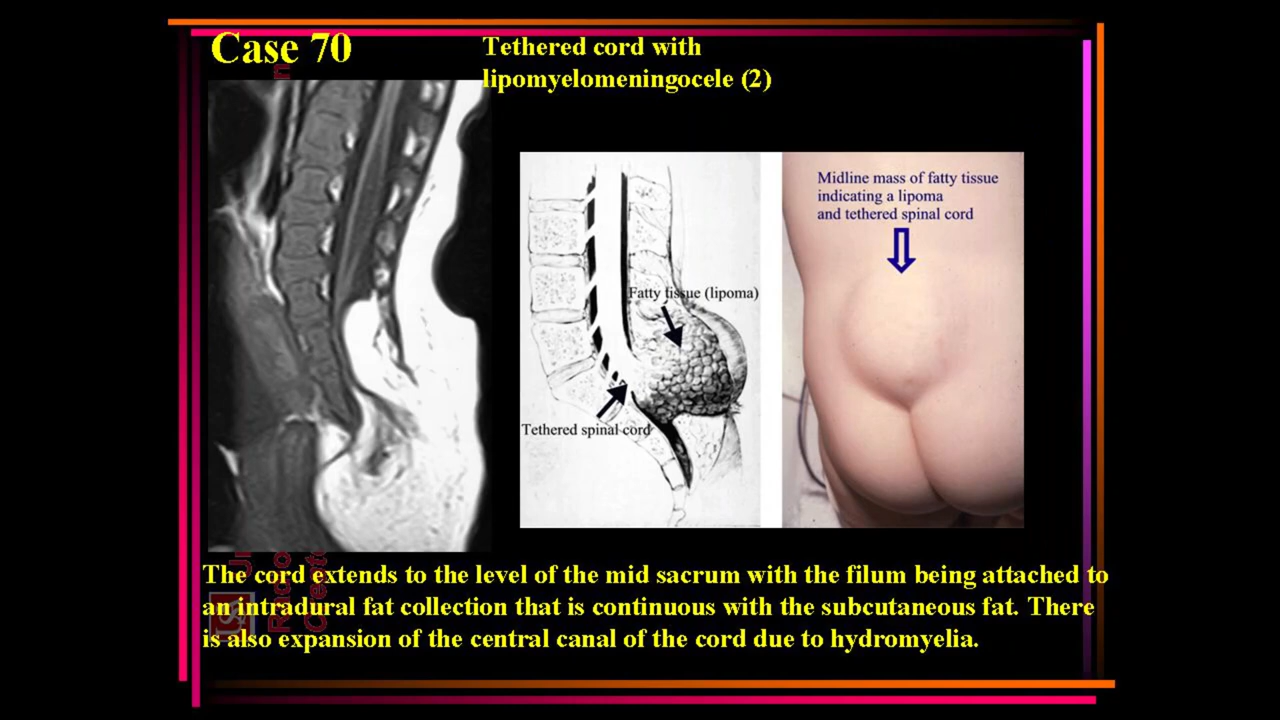 Case 70
Tethered cord with
lipomyelomeningocele (2)
Midline mass of fatty tissue
indicating a lipoma
and tethered spinal cord
Fatty tissue (lipoma)
Tethered spinal cord
The cord extends to the level of the mid sacrum with the filum being attached to
an intradural fat collection that is continuous with the subcutaneous fat. There
is also expansion of the central canal of the cord due to hydromyelia.